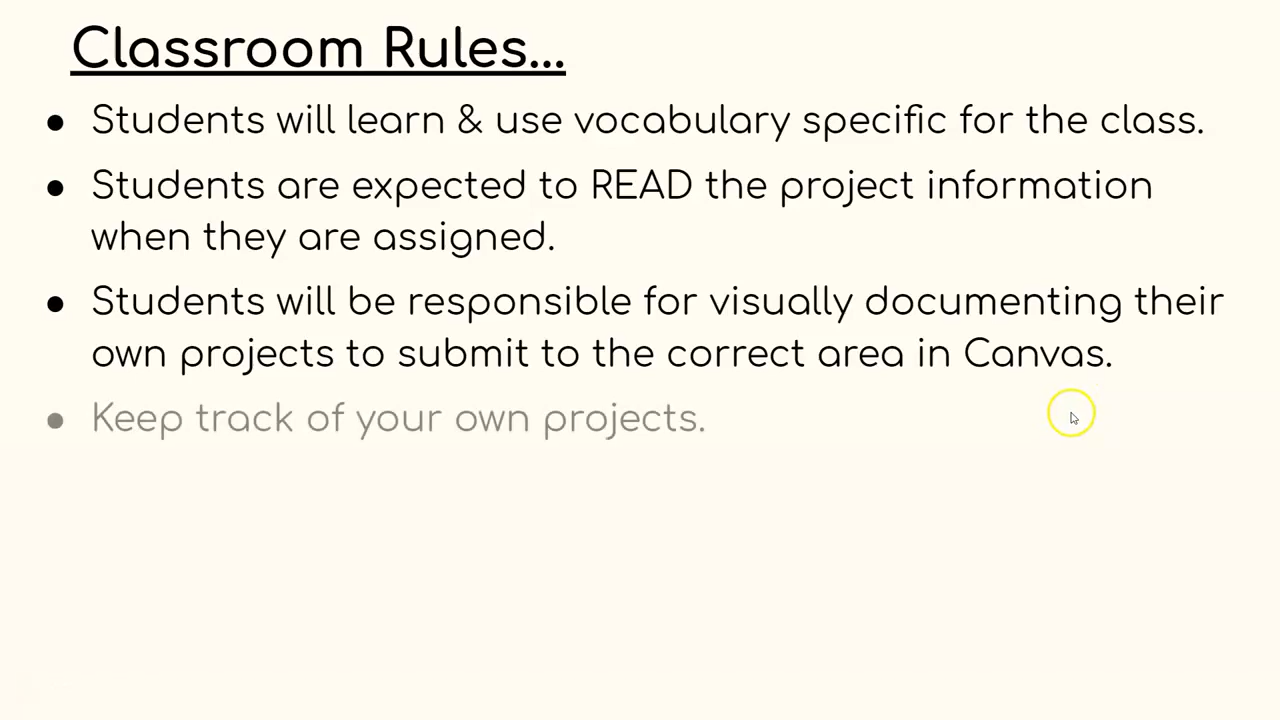 Classroom Rules...
● Students will learn & use vocabulary specific for the class.
● Students are expected to READ the project information
when they are assigned.
● Students will be responsible for visually documenting their
own projects to submit to the correct area in Canvas.
● Keep track of your own projects.